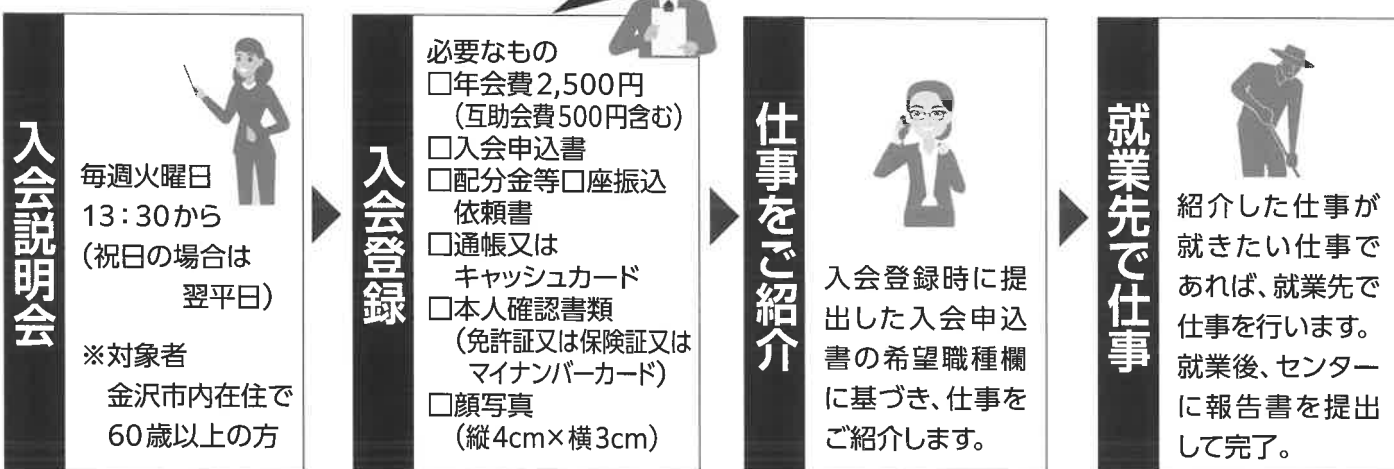 入会説明会
毎週火曜日
13：30から
（祝日の場合は
翌平日）
※対象者
金沢市内在住で
60歳以上の方
入会登録
必要なもの
□年会費2,500円
（互助会費500円含む）
□入会申込書
□配分金等口座振込
依頼書
□通帳又は
キャッシュカード
□本人確認書類
（免許証又は保険証又は
マイナンバーカード）
□顔写真
（縦4cm×横3cm）
仕事をご紹介
入会登録時に提
出した入会申込
書の希望職種欄
に基づき、仕事を
ご紹介します。
就業先で仕事
紹介した仕事が
就きたい仕事で
あれば、就業先で
仕事を行います。
就業後、センター
に報告書を提出
して完了。